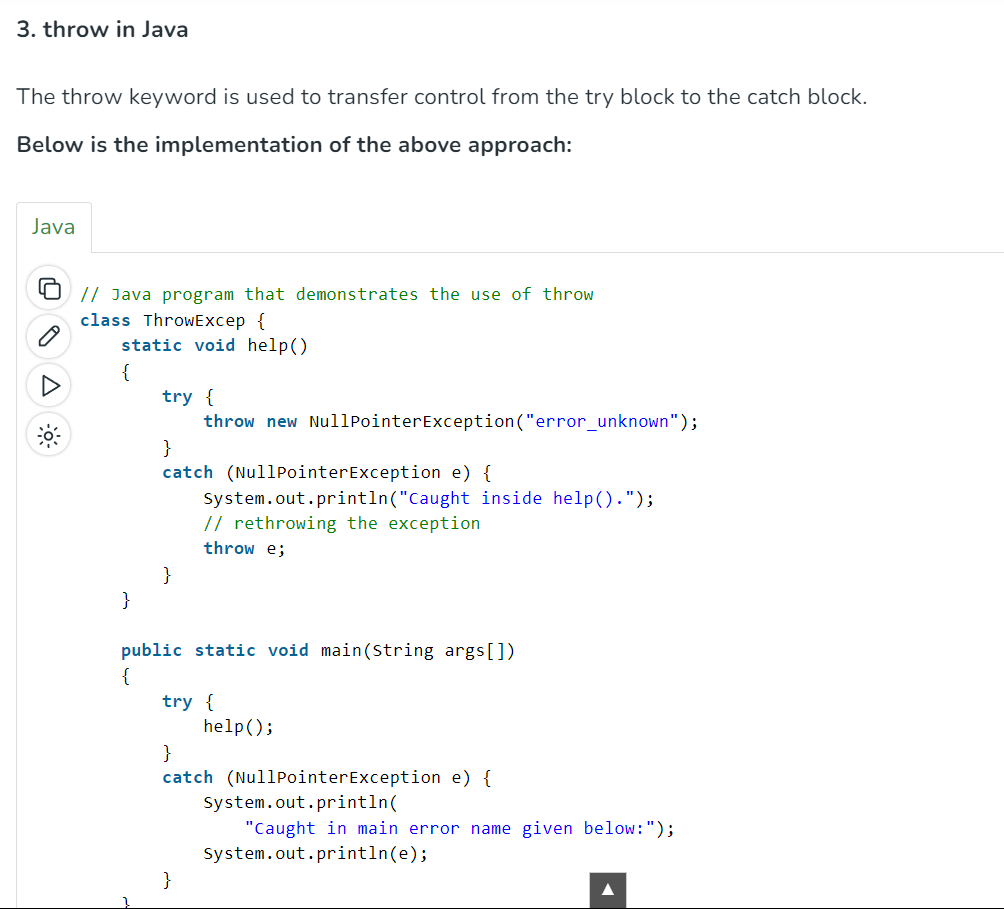 3. throw in Java
The throw keyword is used to transfer control from the try block to the catch block.
Below is the implementation of the above approach:
Java
// Java program that demonstrates the use of throw
class ThrowExcep {
    static void help()
    {
        try {
            throw new NullPointerException("error_unknown");
        }
        catch (NullPointerException e) {
            System.out.println("Caught inside help().");
            // rethrowing the exception
            throw e;
        }
    }
    public static void main(String args[])
    {
        try {
            help();
        }
        catch (NullPointerException e) {
            System.out.println(
                "Caught in main error name given below:");
            System.out.println(e);
        }
    }